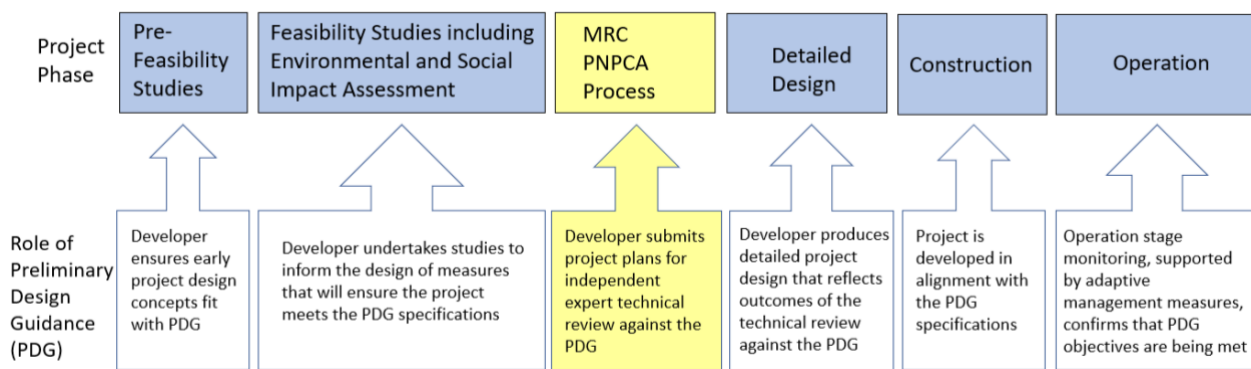 Project
Phase
Pre-
Feasibility
Studies
Feasibility Studies including
Environmental and Social
Impact Assessment
MRC
PNPCA
Process
Detailed
Design
Construction
Operation
Role of
Preliminary
Design
Guidance
(PDG)
Developer
ensures early
project design
concepts fit
with PDG
Developer undertakes studies to
inform the design of measures
that will ensure the project
meets the PDG specifications
Developer submits
project plans for
independent
expert technical
review against the
PDG
Developer produces
detailed project
design that reflects
outcomes of the
technical review
against the PDG
Project is
developed in
alignment with
the PDG
specifications
Operation stage
monitoring, supported
by adaptive
management measures,
confirms that PDG
objectives are being met